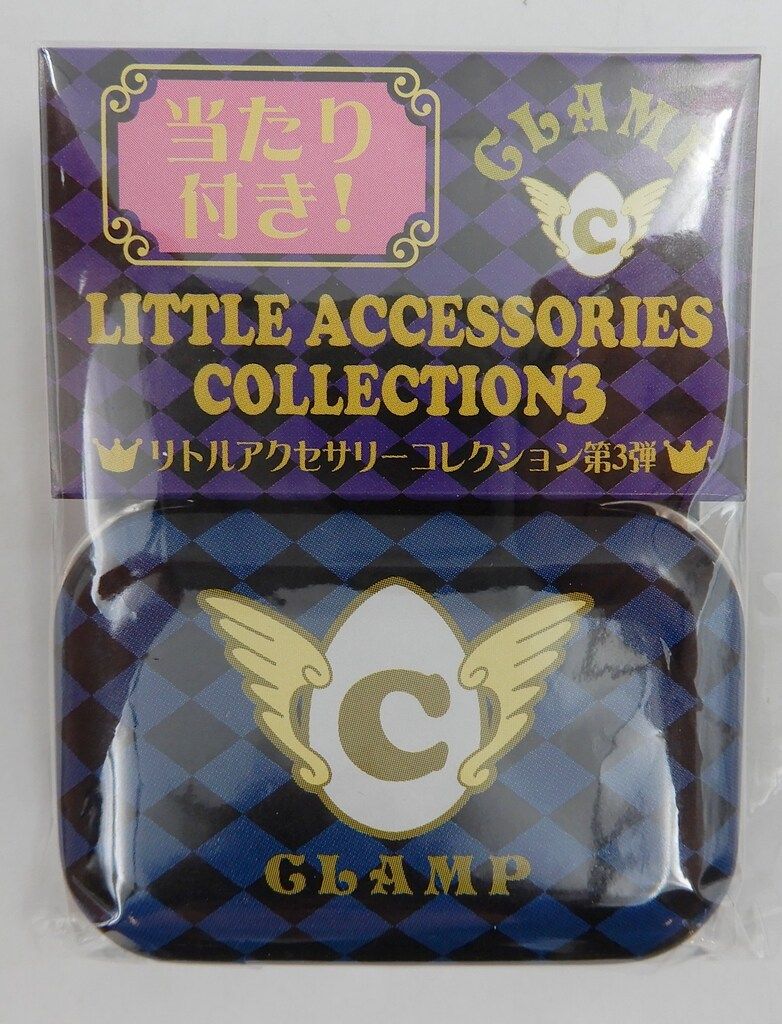 当たり
付き!
CLAMP
C
LITTLE ACCESSORIES
COLLECTION3
リトルアクセサリーコレクション第3弾
C
CLAMP